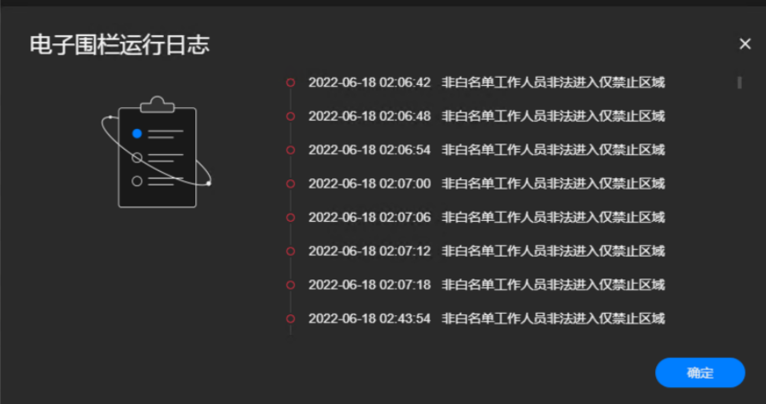 电子围栏运行日志
2022-06-18 02:06:42 非白名单工作人员非法进入仅禁止区域
2022-06-18 02:06:48 非白名单工作人员非法进入仅禁止区域
2022-06-18 02:06:54 非白名单工作人员非法进入仅禁止区域
2022-06-18 02:07:00 非白名单工作人员非法进入仅禁止区域
2022-06-18 02:07:06 非白名单工作人员非法进入仅禁止区域
2022-06-18 02:07:12 非白名单工作人员非法进入仅禁止区域
2022-06-18 02:07:18 非白名单工作人员非法进入仅禁止区域
2022-06-18 02:43:54 非白名单工作人员非法进入仅禁止区域
确定